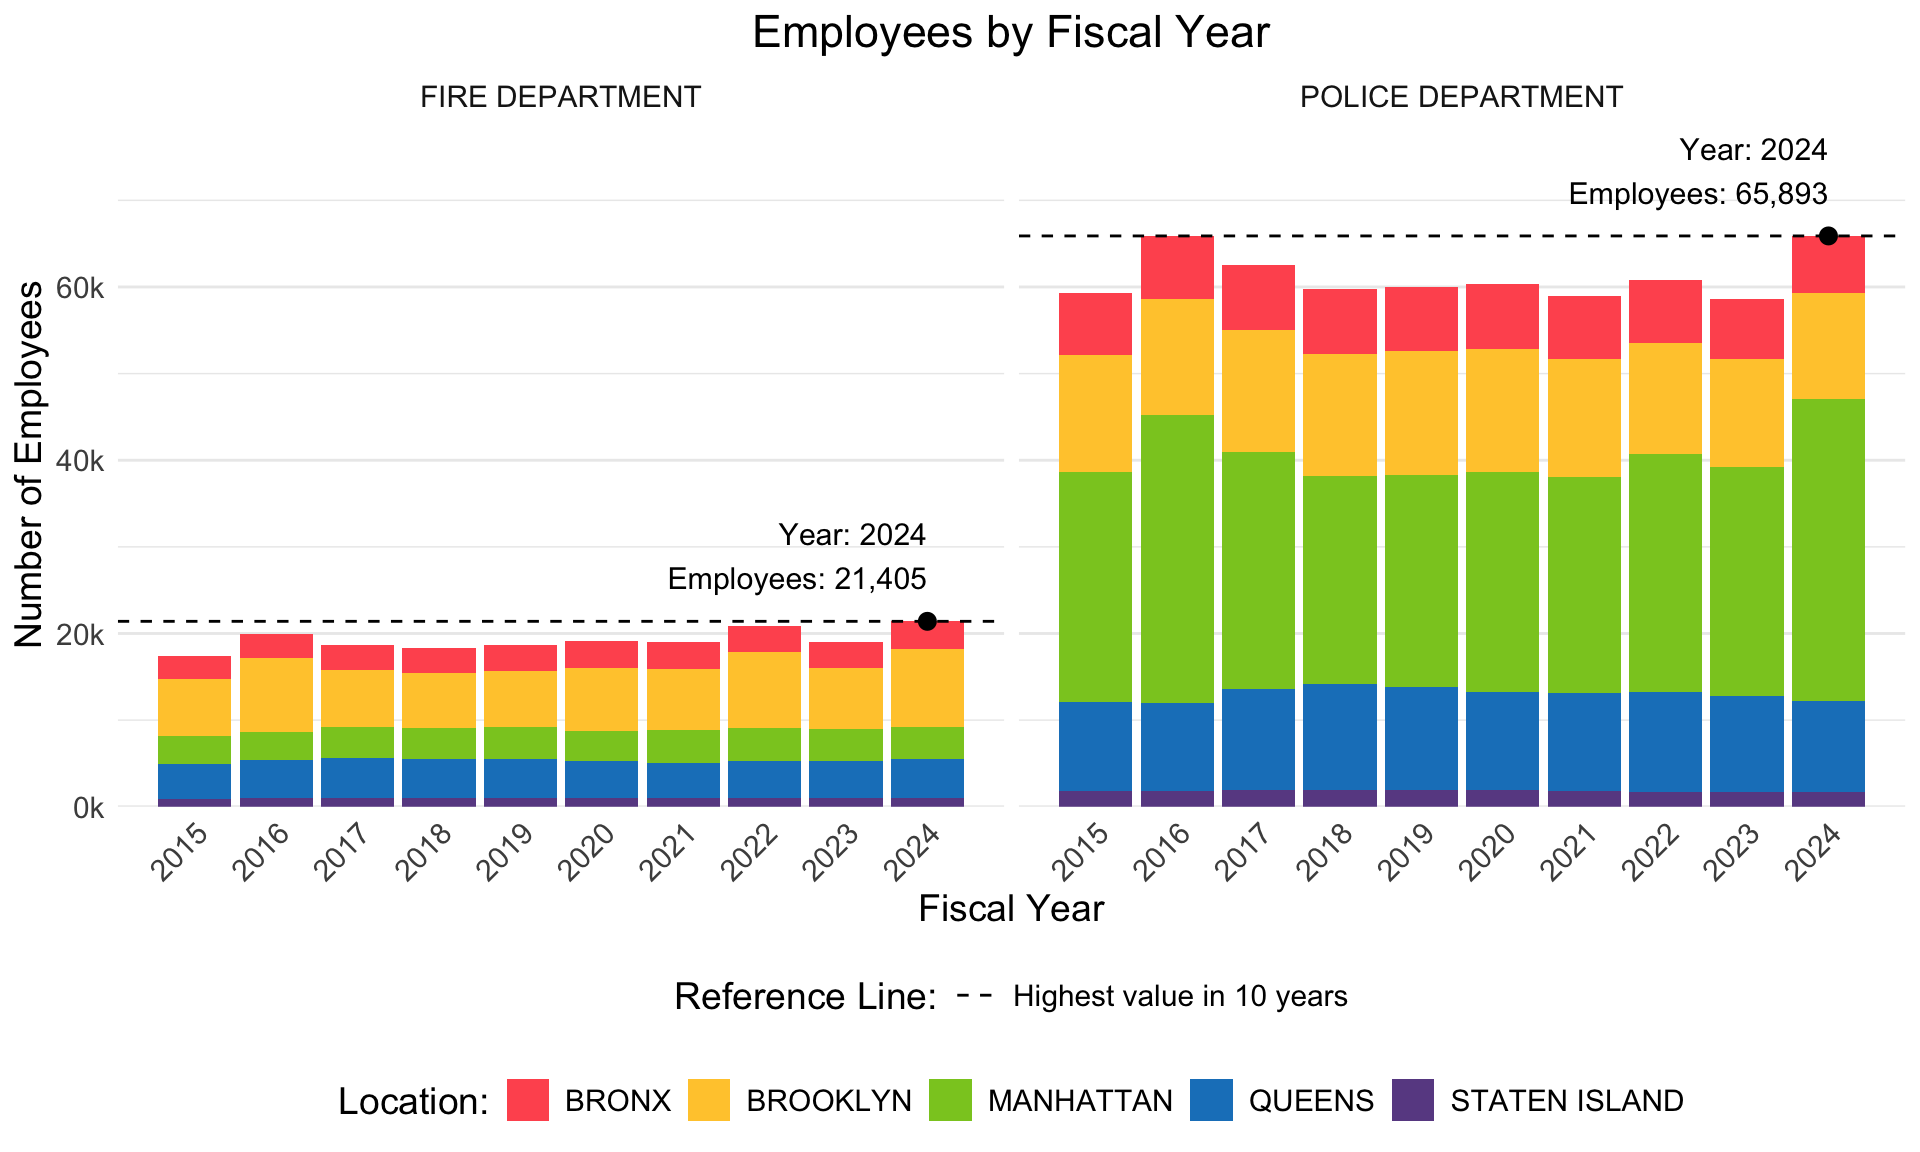 Employees by Fiscal Year
FIRE DEPARTMENT
POLICE DEPARTMENT
Number of Employees
60k
40k
20k
0k
Year: 2024
Employees: 21,405
Year: 2024
Employees: 65,893
2015 2016 2017 2018 2019 2020 2021 2022 2023 2024
2015 2016 2017 2018 2019 2020 2021 2022 2023 2024
Fiscal Year
Reference Line: Highest value in 10 years
Location: BRONX BROOKLYN MANHATTAN QUEENS STATEN ISLAND